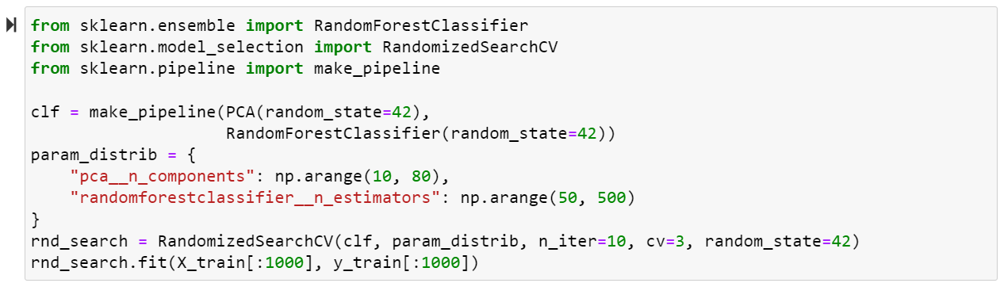 from sklearn.ensemble import RandomForestClassifier
from sklearn.model_selection import RandomizedSearchCV
from sklearn.pipeline import make_pipeline

clf = make_pipeline(PCA(random_state=42),
                    RandomForestClassifier(random_state=42))
param_distrib = {
    "pca__n_components": np.arange(10, 80),
    "randomforestclassifier__n_estimators": np.arange(50, 500)
}
rnd_search = RandomizedSearchCV(clf, param_distrib, n_iter=10, cv=3, random_state=42)
rnd_search.fit(X_train[:1000], y_train[:1000])